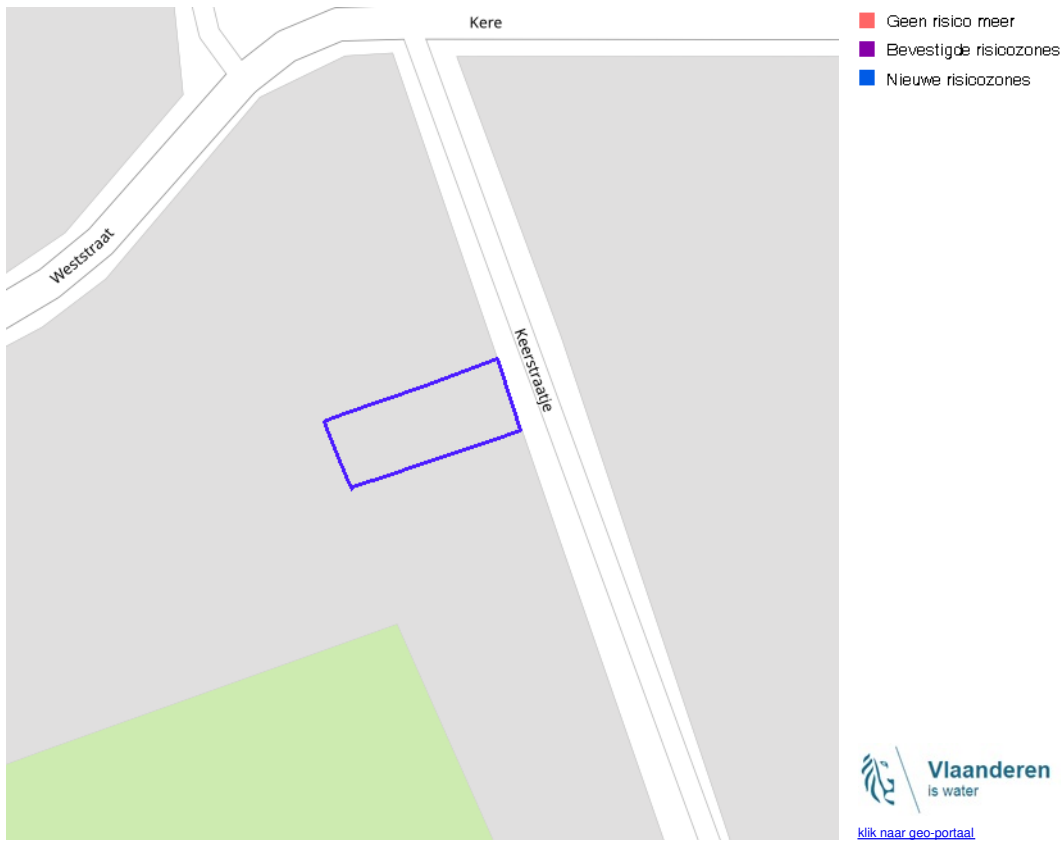 Kere
Weststraat
Keerstraatje
Geen risico meer
Bevestigde risicozones
Nieuwe risicozones
Vlaanderen
is water
klik naar geo-portaal